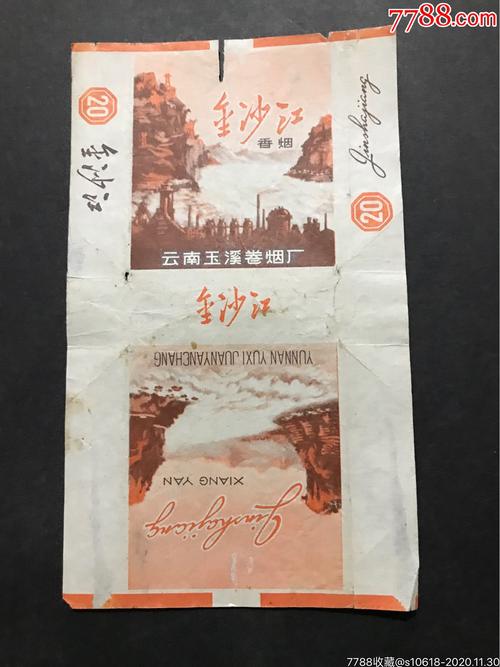 7788.com
20
金沙江
香烟
云南玉溪卷烟厂
金沙江
Jinshajiang
20
金沙江
YUNNAN YUXI JUANYANCHANG
XIANG YAN
Jinshajiang
7788收藏@s10618-2020.11.30